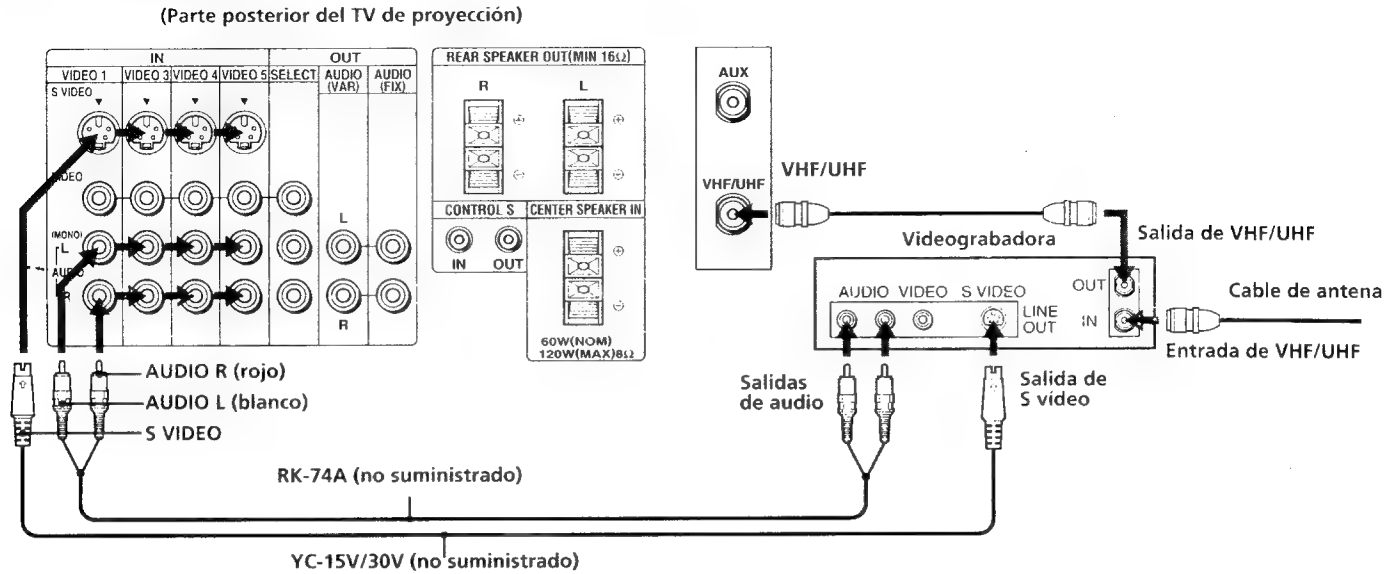 (Parte posterior del TV de proyección)
IN
OUT
VIDEO 1
VIDEO 3
VIDEO 4
VIDEO 5
SELECT
AUDIO (VAR)
AUDIO (FIX)
S VIDEO
VIDEO
(MONO)
L
AUDIO
R
L
R
REAR SPEAKER OUT(MIN 16Ω)
R
L
⊕
⊕
⊖
⊖
CONTROL S
IN
OUT
CENTER SPEAKER IN
⊕
⊖
60W(NOM)
120W(MAX)8Ω
AUX
VHF/UHF
VHF/UHF
Videograbadora
Salida de VHF/UHF
AUDIO
VIDEO
S VIDEO
LINE
OUT
OUT
IN
Cable de antena
Entrada de VHF/UHF
AUDIO R (rojo)
AUDIO L (blanco)
S VIDEO
Salidas
de audio
Salida de
S vídeo
RK-74A (no suministrado)
YC-15V/30V (no suministrado)